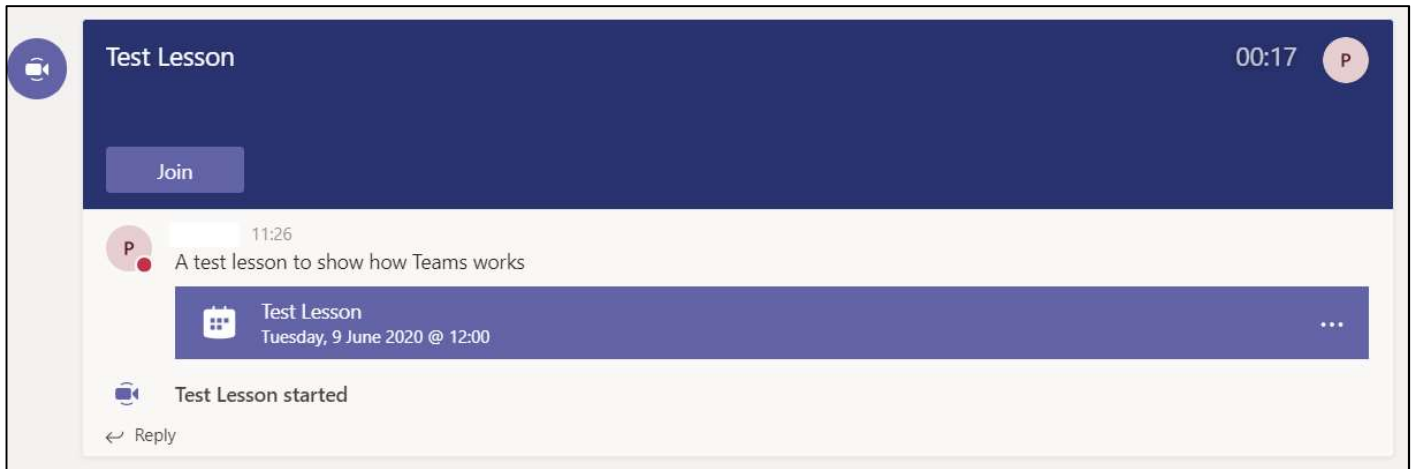 Test Lesson
00:17
P
Join
P
11:26
A test lesson to show how Teams works
Test Lesson
Tuesday, 9 June 2020 @ 12:00
...
Test Lesson started
Reply